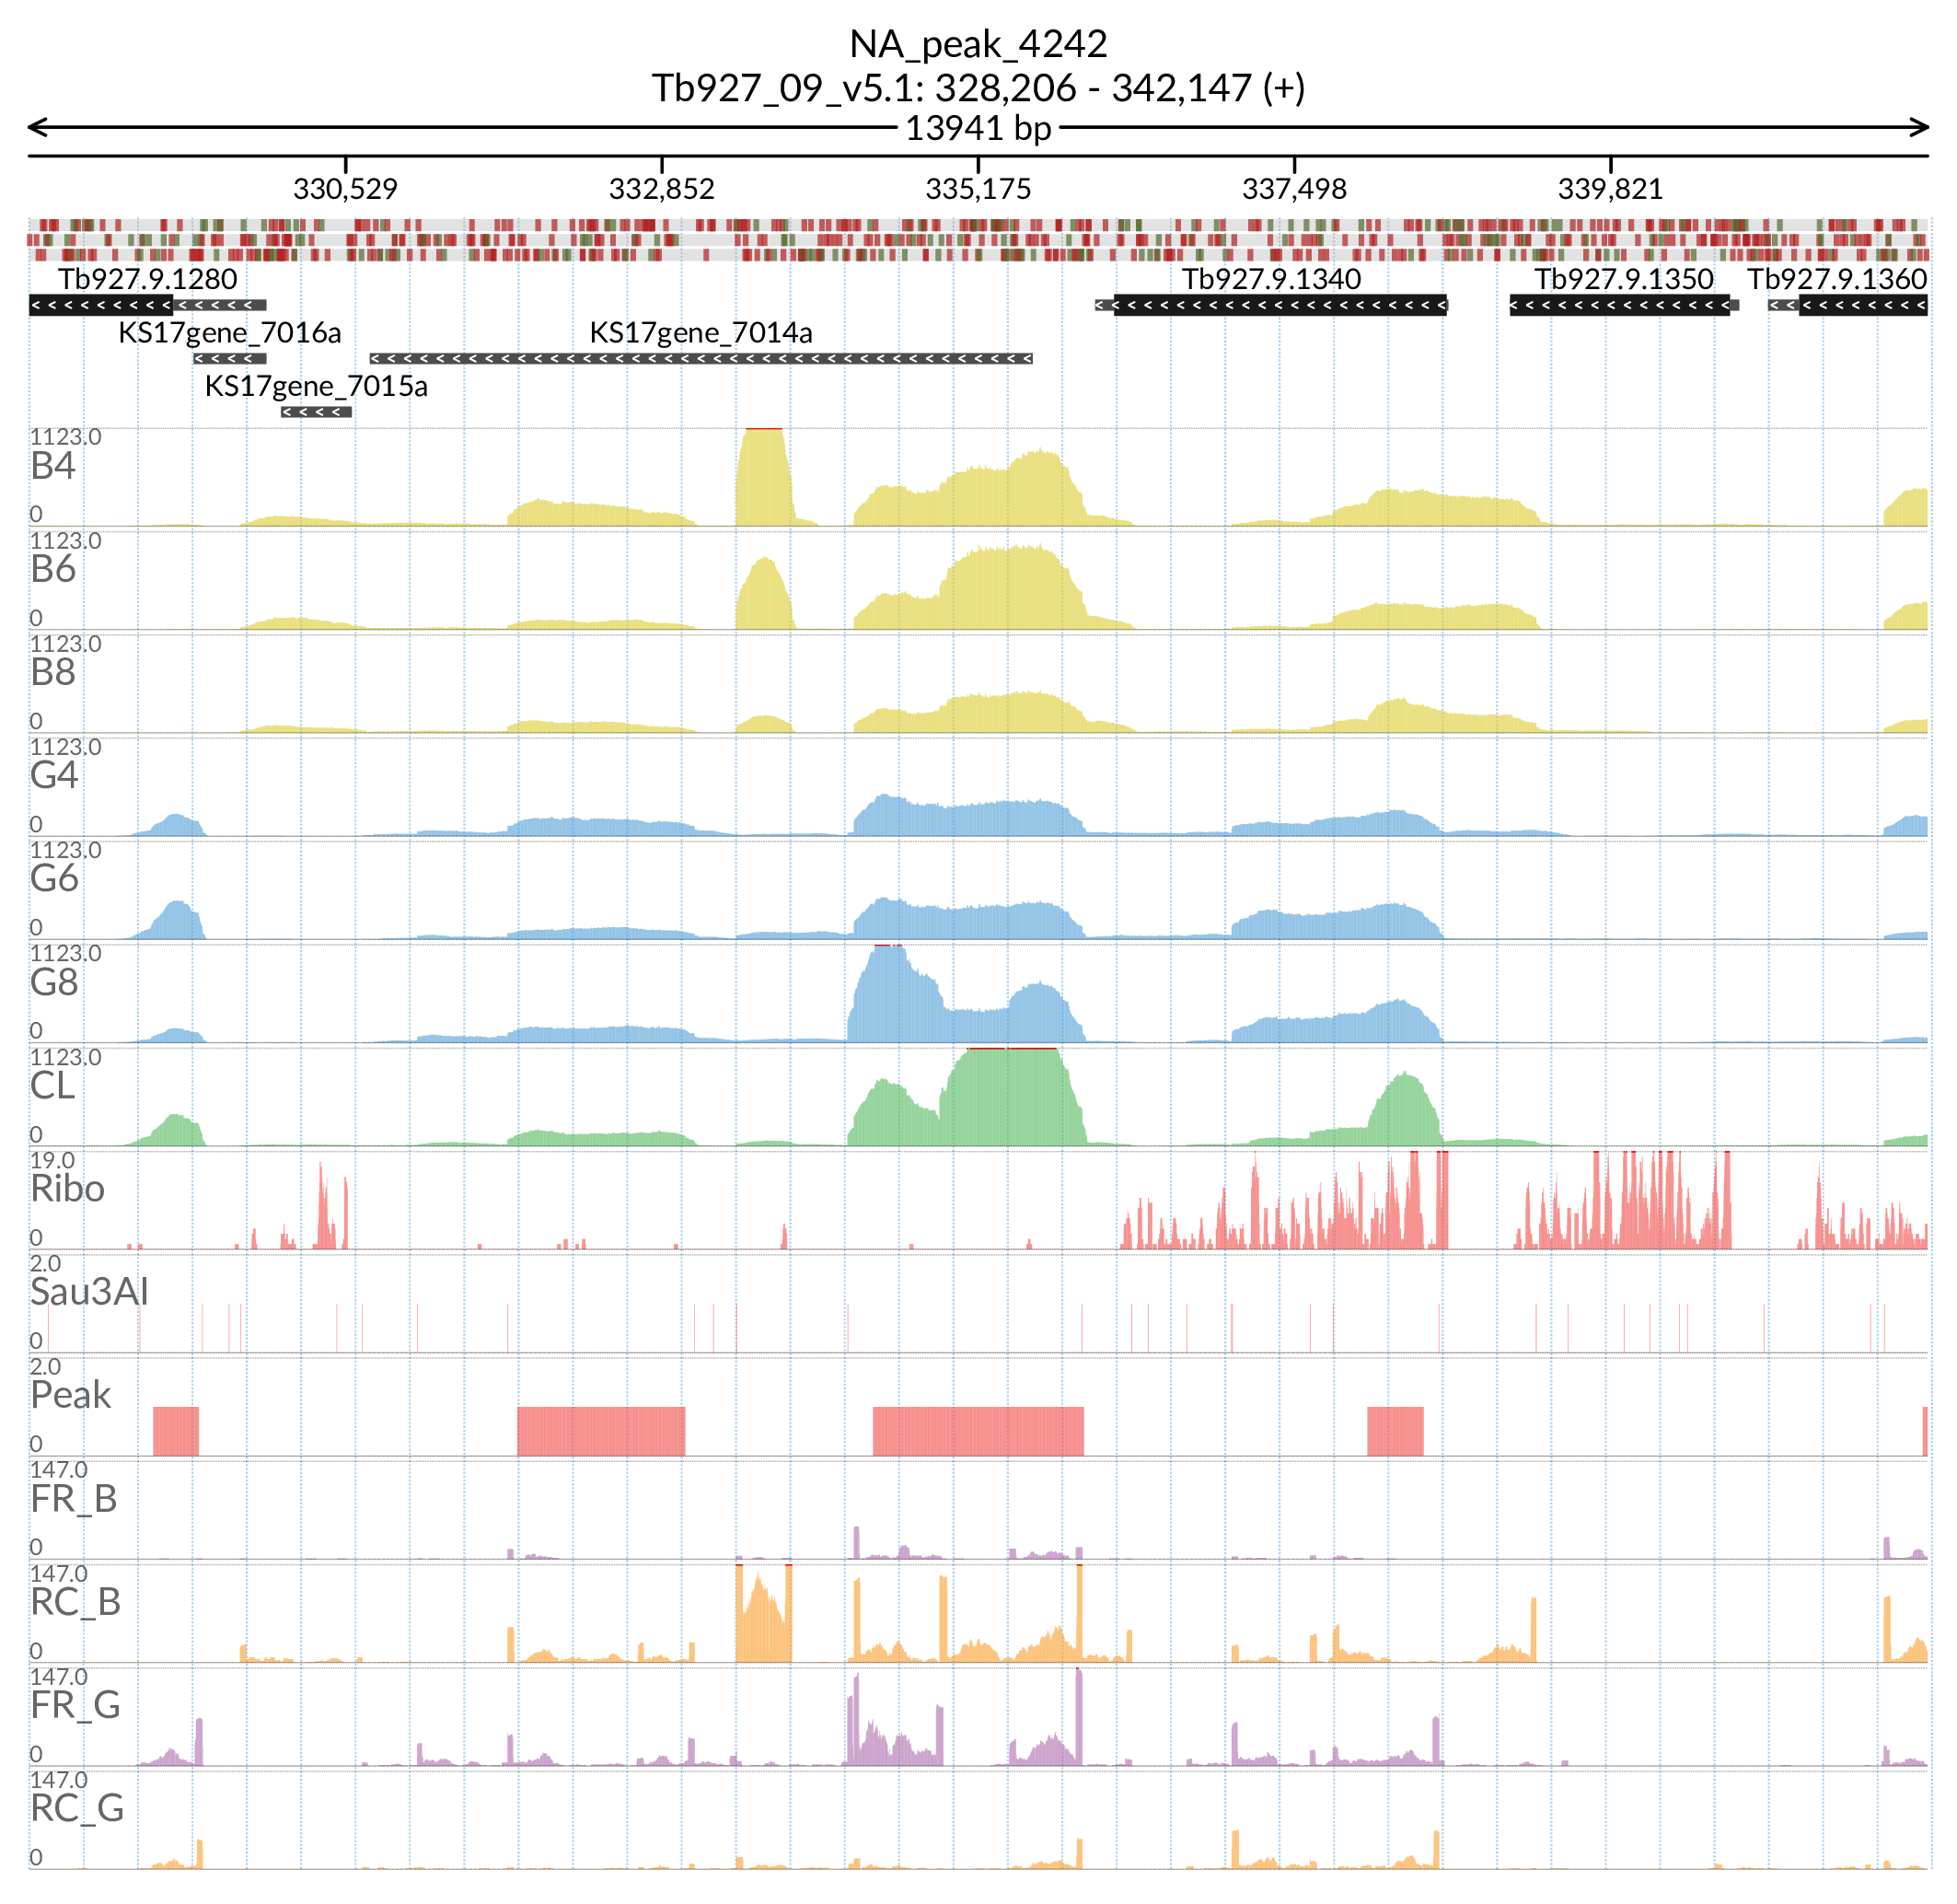 NA_peak_4242
Tb927_09_v5.1: 328,206 - 342,147 (+)
13941 bp
330,529 332,852 335,175 337,498 339,821
Tb927.9.1280 Tb927.9.1340 Tb927.9.1350 Tb927.9.1360
KS17gene_7016a KS17gene_7014a
KS17gene_7015a
1123.0
B4
0
1123.0
B6
0
1123.0
B8
0
1123.0
G4
0
1123.0
G6
0
1123.0
G8
0
1123.0
CL
0
19.0
Ribo
0
2.0
Sau3AI
0
2.0
Peak
0
147.0
FR_B
0
147.0
RC_B
0
147.0
FR_G
0
147.0
RC_G
0